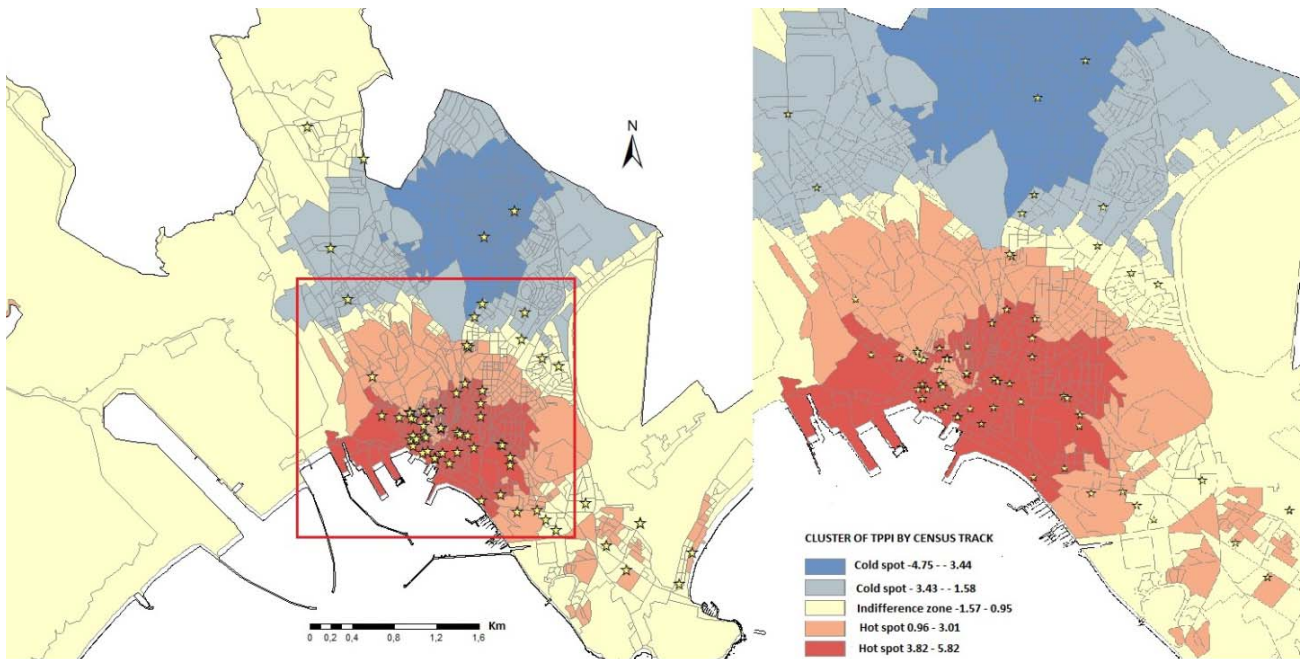 N
Km
0 0,2 0,4 0,8 1,2 1,6
CLUSTER OF TPPI BY CENSUS TRACK
Cold spot -4.75 - - 3.44
Cold spot - 3.43 - - 1.58
Indifference zone -1.57 - 0.95
Hot spot 0.96 - 3.01
Hot spot 3.82 - 5.82